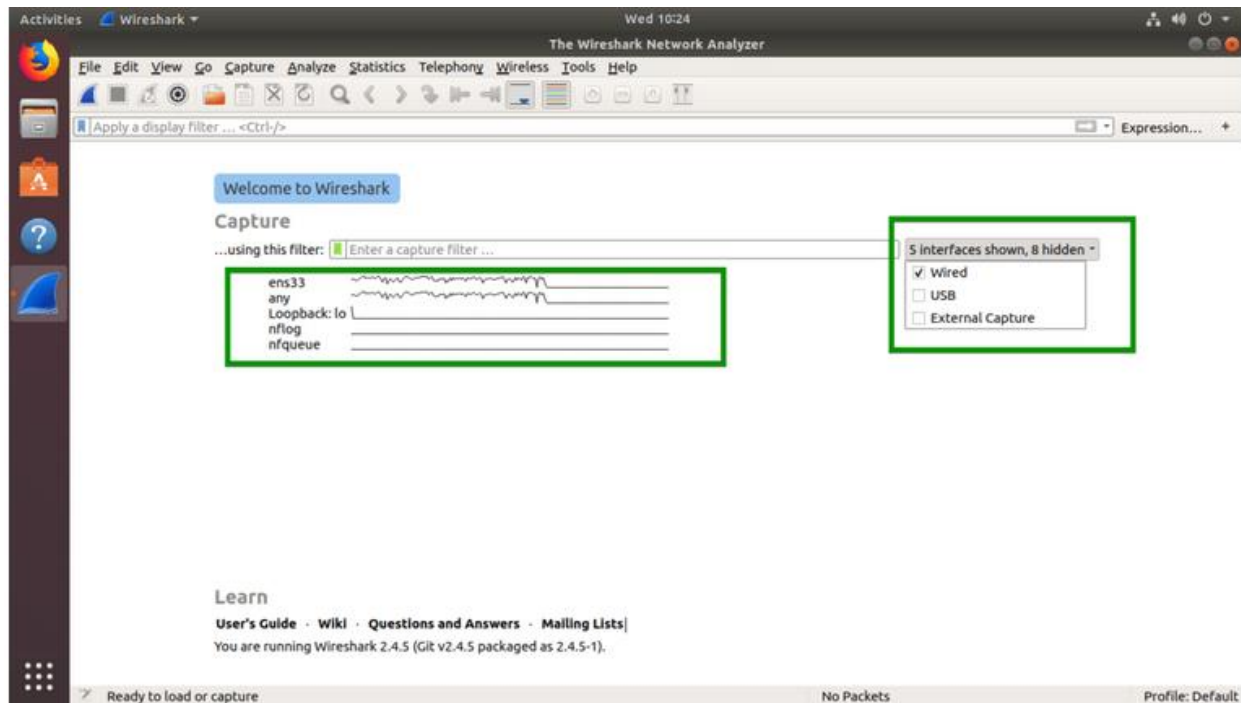 Activities Wireshark Wed 10:24
The Wireshark Network Analyzer
File Edit View Go Capture Analyze Statistics Telephony Wireless Tools Help
Apply a display filter ... <Ctrl-/> Expression... +
Welcome to Wireshark
Capture
...using this filter: Enter a capture filter ... 5 interfaces shown, 8 hidden
Wired
USB
External Capture
ens33
any
Loopback: lo
nflog
nfqueue
Learn
User's Guide · Wiki · Questions and Answers · Mailing Lists
You are running Wireshark 2.4.5 (Git v2.4.5 packaged as 2.4.5-1).
Ready to load or capture No Packets Profile: Default